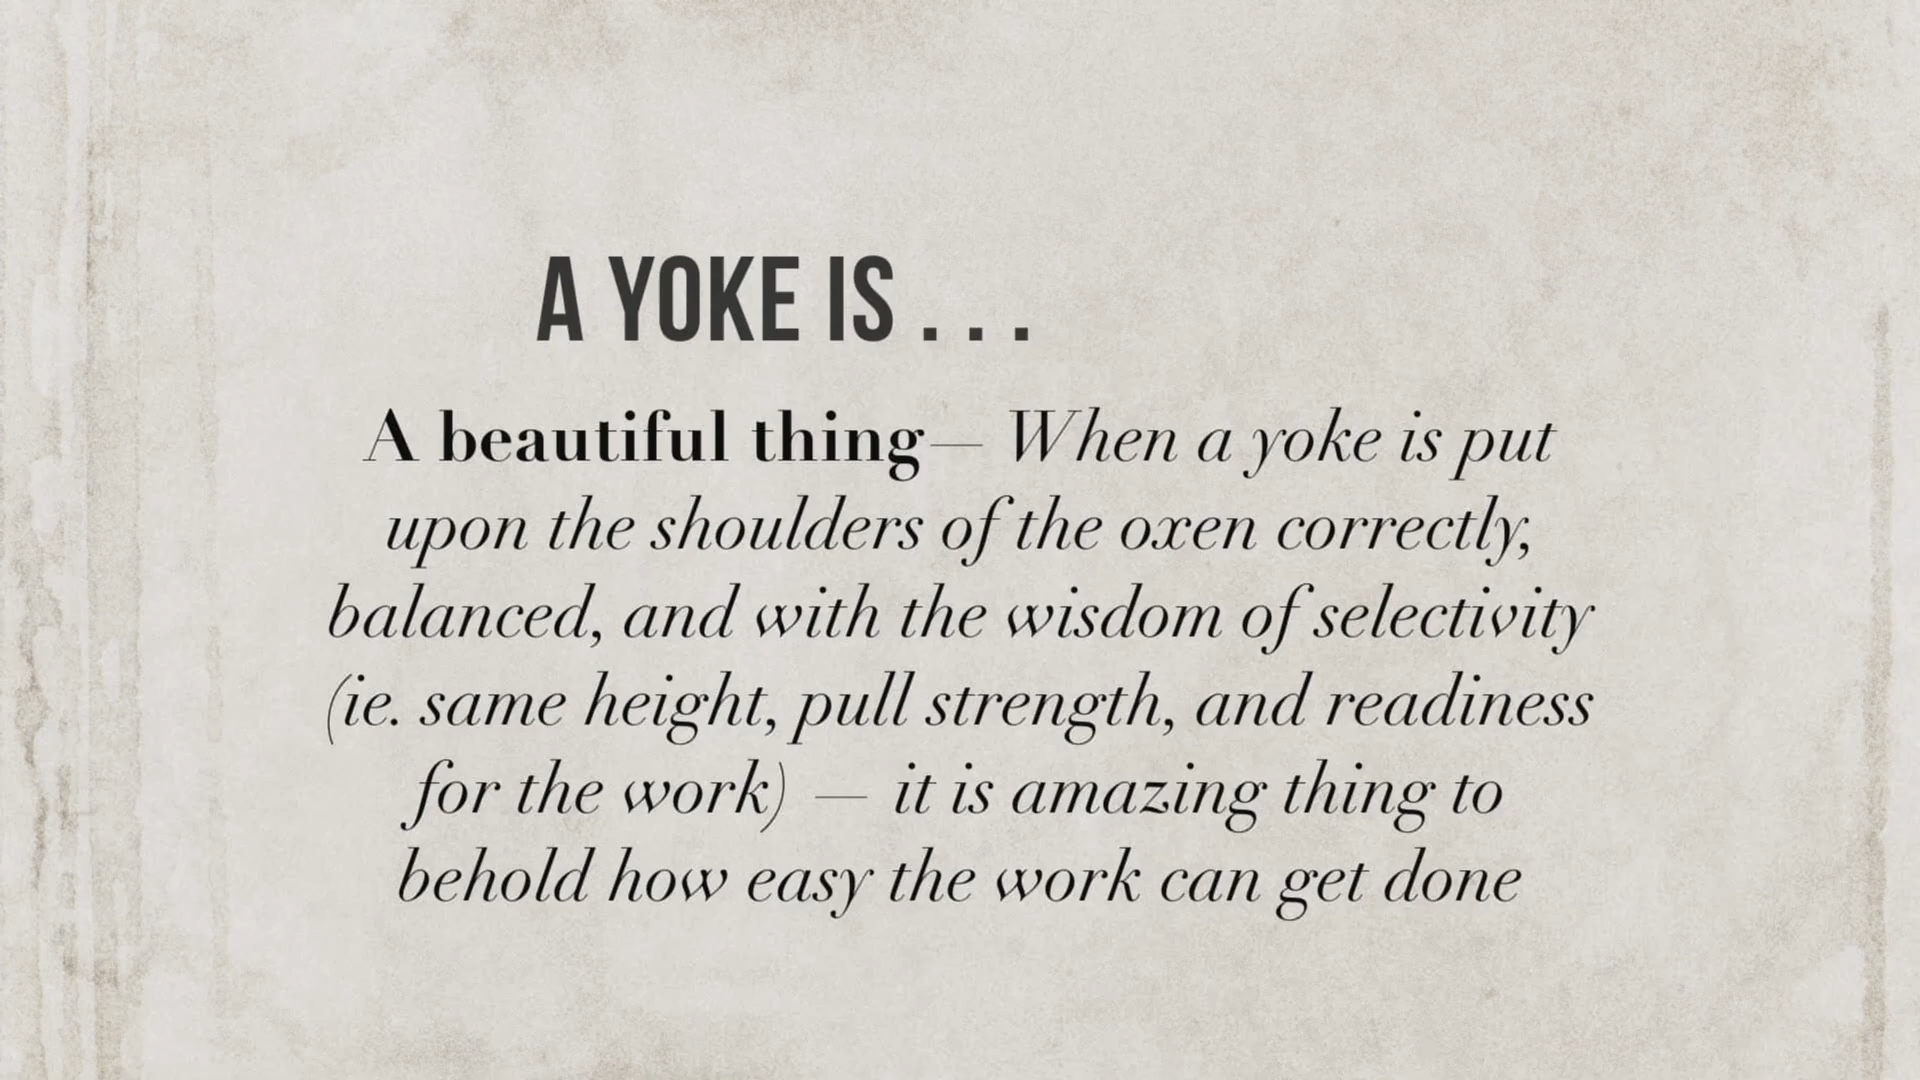 A YOKE IS . . .
A beautiful thing— When a yoke is put
upon the shoulders of the oxen correctly,
balanced, and with the wisdom of selectivity
(ie. same height, pull strength, and readiness
for the work) — it is amazing thing to
behold how easy the work can get done